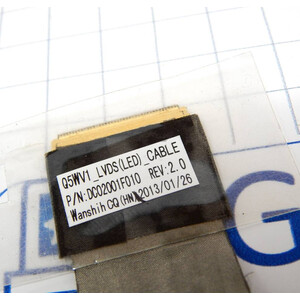 Q5WV1_LVDS(LED)_CABLE
P/N:DC02001F010 REV:2.0
Wanshih CQ(HN)2013/01/26